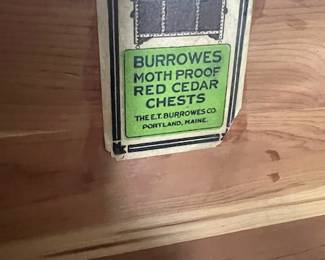 BURROWES
MOTH PROOF
RED CEDAR
CHESTS
THE E.T. BURROWES CO.
PORTLAND, MAINE.